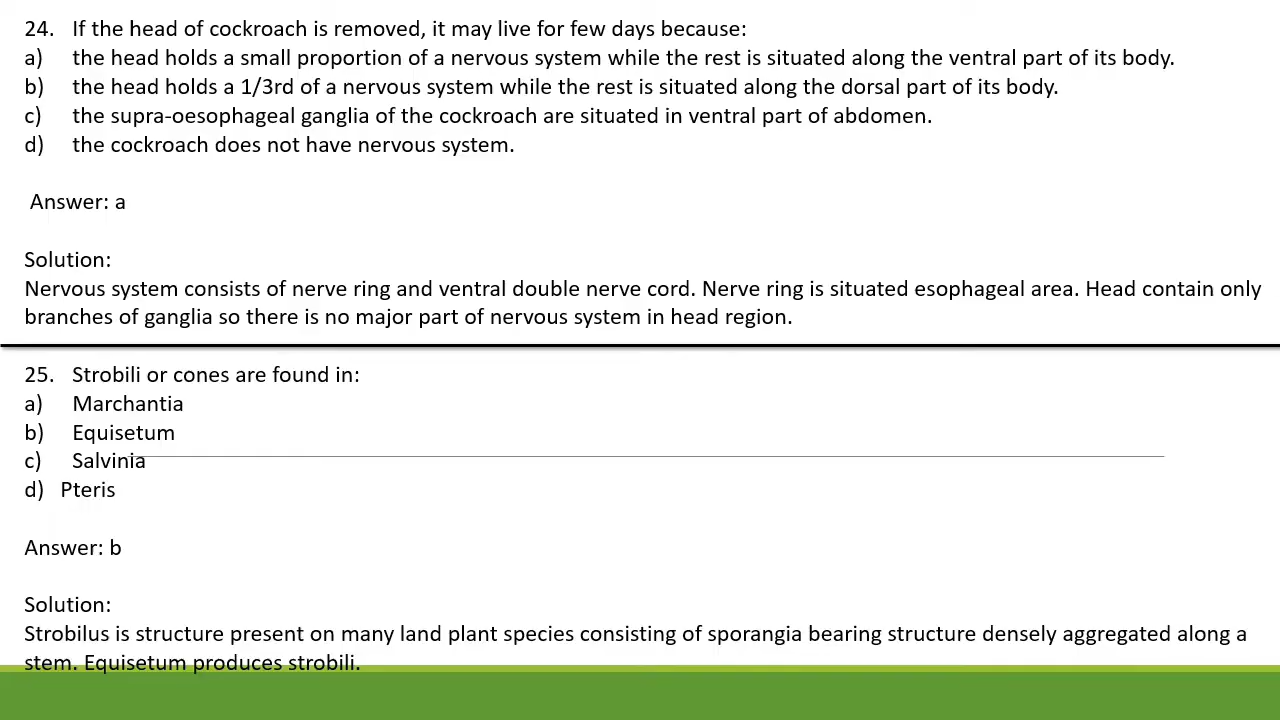 24. If the head of cockroach is removed, it may live for few days because:
a) the head holds a small proportion of a nervous system while the rest is situated along the ventral part of its body.
b) the head holds a 1/3rd of a nervous system while the rest is situated along the dorsal part of its body.
c) the supra-oesophageal ganglia of the cockroach are situated in ventral part of abdomen.
d) the cockroach does not have nervous system.
Answer: a
Solution:
Nervous system consists of nerve ring and ventral double nerve cord. Nerve ring is situated esophageal area. Head contain only
branches of ganglia so there is no major part of nervous system in head region.
25. Strobili or cones are found in:
a) Marchantia
b) Equisetum
c) Salvinia
d) Pteris
Answer: b
Solution:
Strobilus is structure present on many land plant species consisting of sporangia bearing structure densely aggregated along a
stem. Equisetum produces strobili.